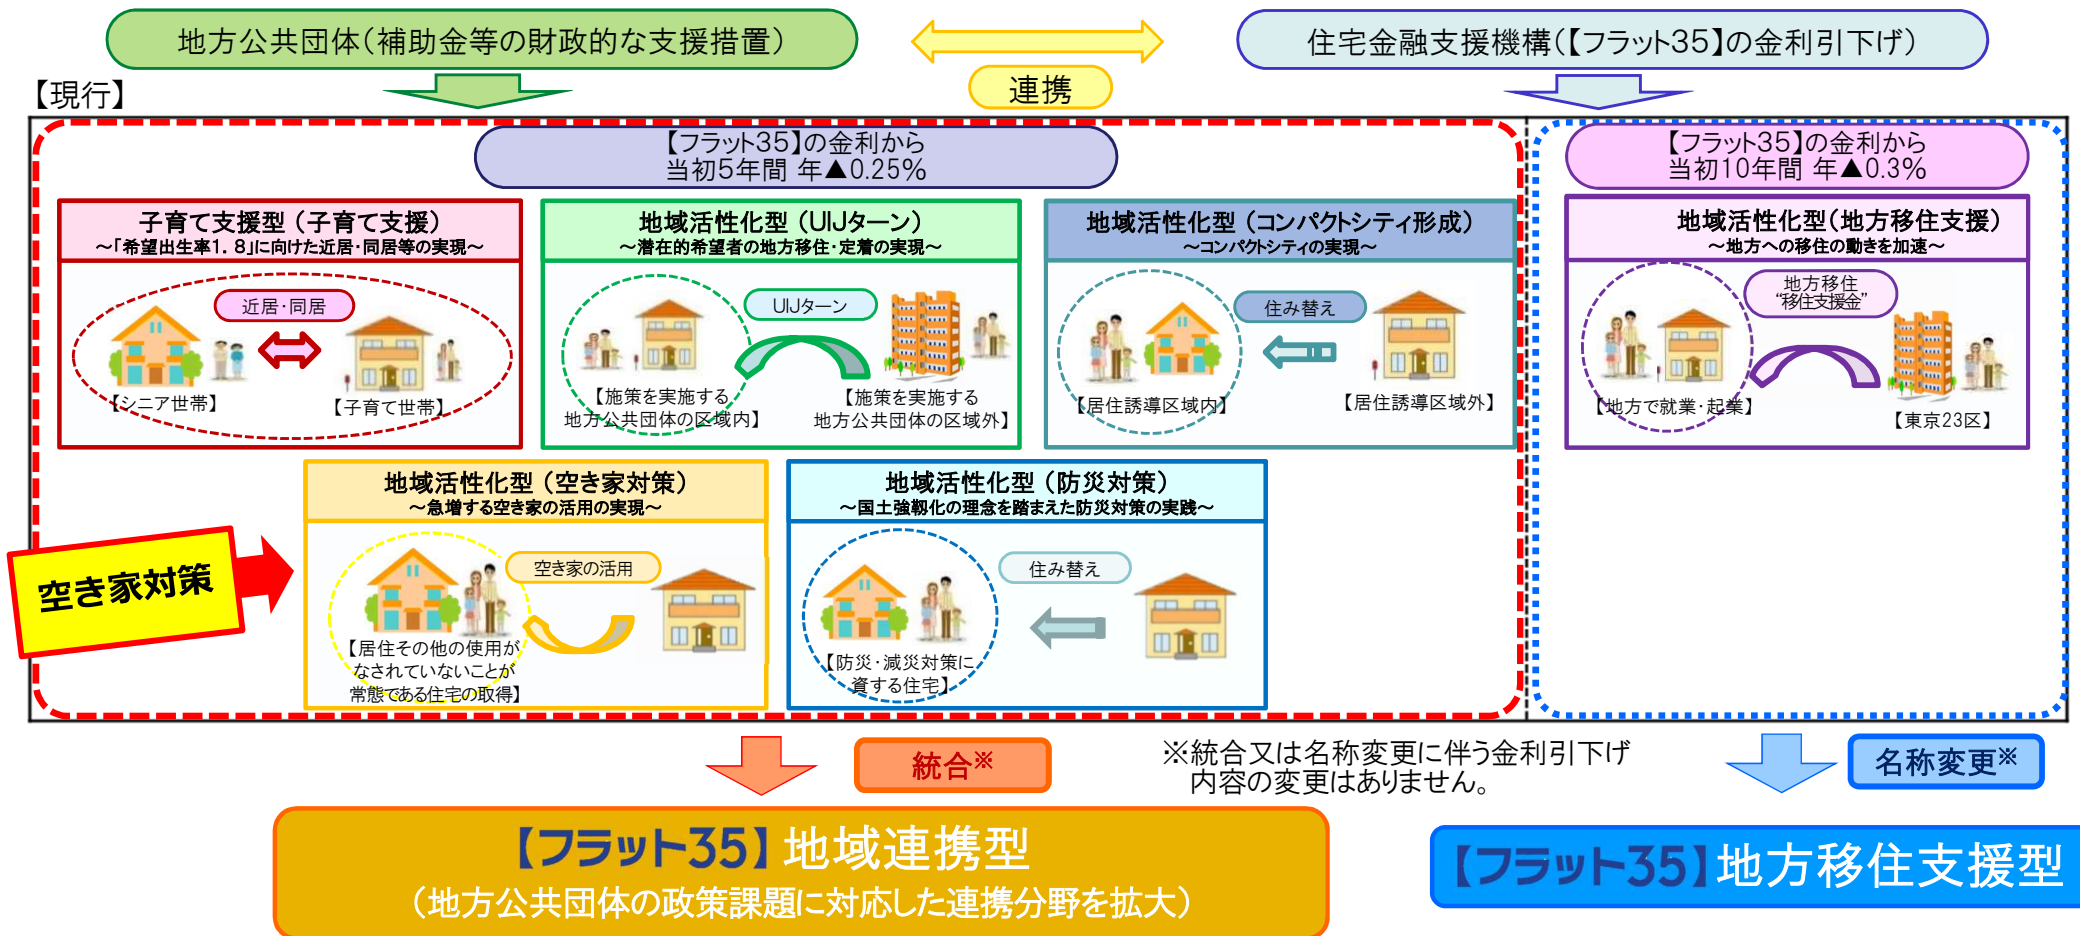 地方公共団体(補助金等の財政的な支援措置)
連携
住宅金融支援機構(【フラット35】の金利引下げ)
【現行】
【フラット35】の金利から
当初5年間 年▲0.25%
【フラット35】の金利から
当初10年間 年▲0.3%
子育て支援型(子育て支援)
～「希望出生率1.8」に向けた近居・同居等の実現～
近居・同居
【シニア世帯】
【子育て世帯】
地域活性化型(UIJターン)
～潜在的希望者の地方移住・定着の実現～
UIJターン
【施策を実施する
地方公共団体の区域内】
【施策を実施する
地方公共団体の区域外】
地域活性化型(コンパクトシティ形成)
～コンパクトシティの実現～
住み替え
【居住誘導区域内】
【居住誘導区域外】
地域活性化型(地方移住支援)
～地方への移住の動きを加速～
地方移住
“移住支援金”
【地方で就業・起業】
【東京23区】
空き家対策
地域活性化型(空き家対策)
～急増する空き家の活用の実現～
空き家の活用
【居住その他の使用が
なされていないことが
常態である住宅の取得】
地域活性化型(防災対策)
～国土強靱化の理念を踏まえた防災対策の実践～
住み替え
【防災・減災対策に
資する住宅】
統合※
※統合又は名称変更に伴う金利引下げ
内容の変更はありません。
名称変更※
【フラット35】地域連携型
(地方公共団体の政策課題に対応した連携分野を拡大)
【フラット35】地方移住支援型